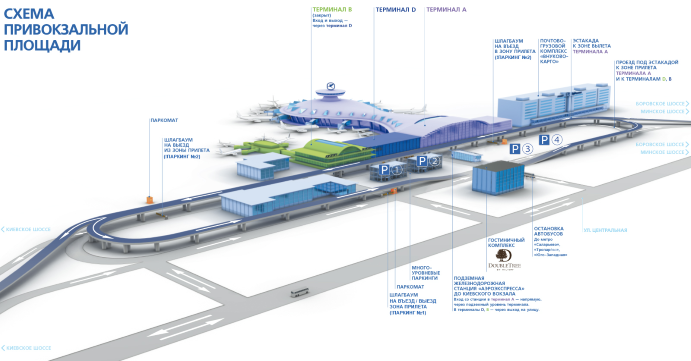 СХЕМА
ПРИВОКЗАЛЬНОЙ
ПЛОЩАДИ
ТЕРМИНАЛ B
(закрыт)
Вход и выход —
через терминал D
ТЕРМИНАЛ D
ТЕРМИНАЛ A
ШЛАГБАУМ
НА ВЪЕЗД
К ЗОНУ ПРИЛЕТА
(ПАРКИНГ №2)
ПОЧТОВО-
ГРУЗОВОЙ
КОМПЛЕКС
«ВНУКОВО-
КАРГО»
ЭСТАКАДА
К ЗОНЕ ВЫЛЕТА
ТЕРМИНАЛА A
ПРОЕЗД ПОД ЭСТАКАДОЙ
К ЗОНЕ ПРИЛЕТА
ТЕРМИНАЛА A
И К ТЕРМИНАЛАМ D, B
БОРОВСКОЕ ШОССЕ
МИНСКОЕ ШОССЕ
ПАРКОМАТ
ШЛАГБАУМ
НА ВЫЕЗД
ИЗ ЗОНЫ ПРИЛЕТА
(ПАРКИНГ №2)
БОРОВСКОЕ ШОССЕ
МИНСКОЕ ШОССЕ
P 1
P 2
P 3
P 4
КИЕВСКОЕ ШОССЕ
УЛ. ЦЕНТРАЛЬНАЯ
ОСТАНОВКА
АВТОБУСОВ
До метро
«Саларьево»,
«Тропарево»,
«Юго-Западная»
ГОСТИНИЧНЫЙ
КОМПЛЕКС
DOUBLETREE
BY HILTON
МНОГО-
УРОВНЕВЫЕ
ПАРКИНГИ
ПАРКОМАТ
ШЛАГБАУМ
НА ВЪЕЗД / ВЫЕЗД
ЗОНА ПРИЛЕТА
(ПАРКИНГ №1)
ПОДЗЕМНАЯ
ЖЕЛЕЗНОДОРОЖНАЯ
СТАНЦИЯ «АЭРОЭКСПРЕССА»
ДО КИЕВСКОГО ВОКЗАЛА
Вход со станции в терминал A — напрямую,
через подземный уровень терминала.
В терминалы D, B — через выход на улицу.
КИЕВСКОЕ ШОССЕ